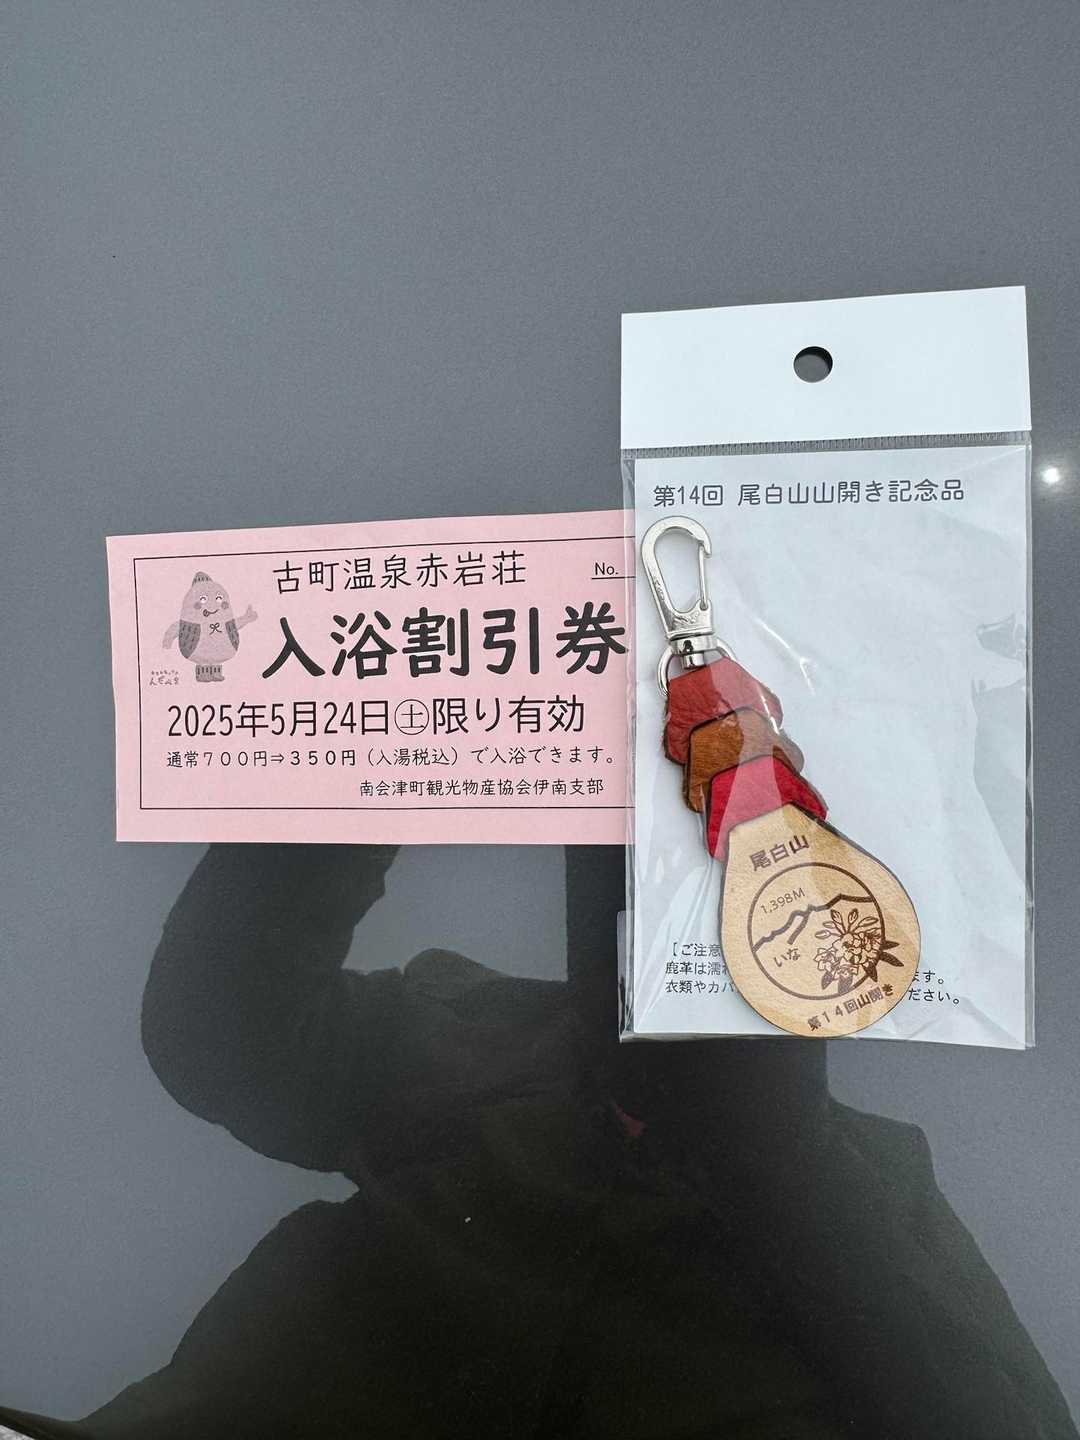 古町温泉赤岩荘
No.
入浴割引券
2025年5月24日㊏限り有効
通常７００円⇒３５０円（入湯税込）で入浴できます。
南会津町観光物産協会伊南支部
んだべぇ
第14回 尾白山山開き記念品
尾白山
1,398M
いな
第１４回山開き
【ご注意
鹿革は濡れ ます。
衣類やカバ ださい。